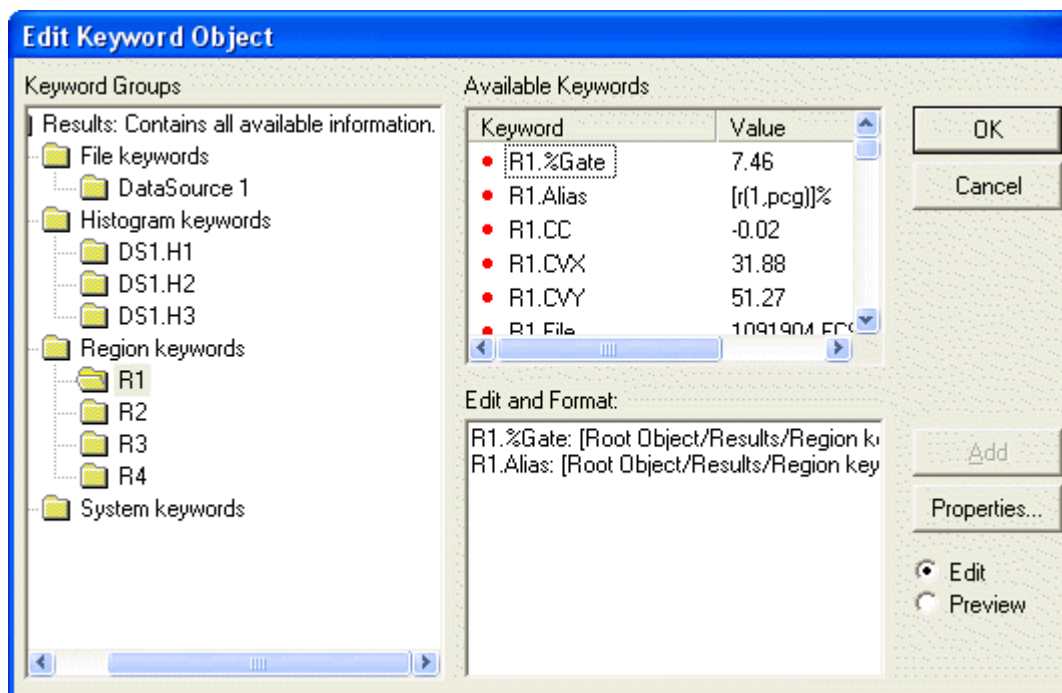 Edit Keyword Object
Keyword Groups
Results: Contains all available information.
File keywords
DataSource 1
Histogram keywords
DS1.H1
DS1.H2
DS1.H3
Region keywords
R1
R2
R3
R4
System keywords
Available Keywords
Keyword Value
R1.%Gate 7.46
R1.Alias [r(1,pcg)]%
R1.CC -0.02
R1.CVX 31.88
R1.CVY 51.27
R1.File 1091904.FCS
Edit and Format:
R1.%Gate: [Root Object/Results/Region k
R1.Alias: [Root Object/Results/Region key
OK
Cancel
Add
Properties...
Edit
Preview